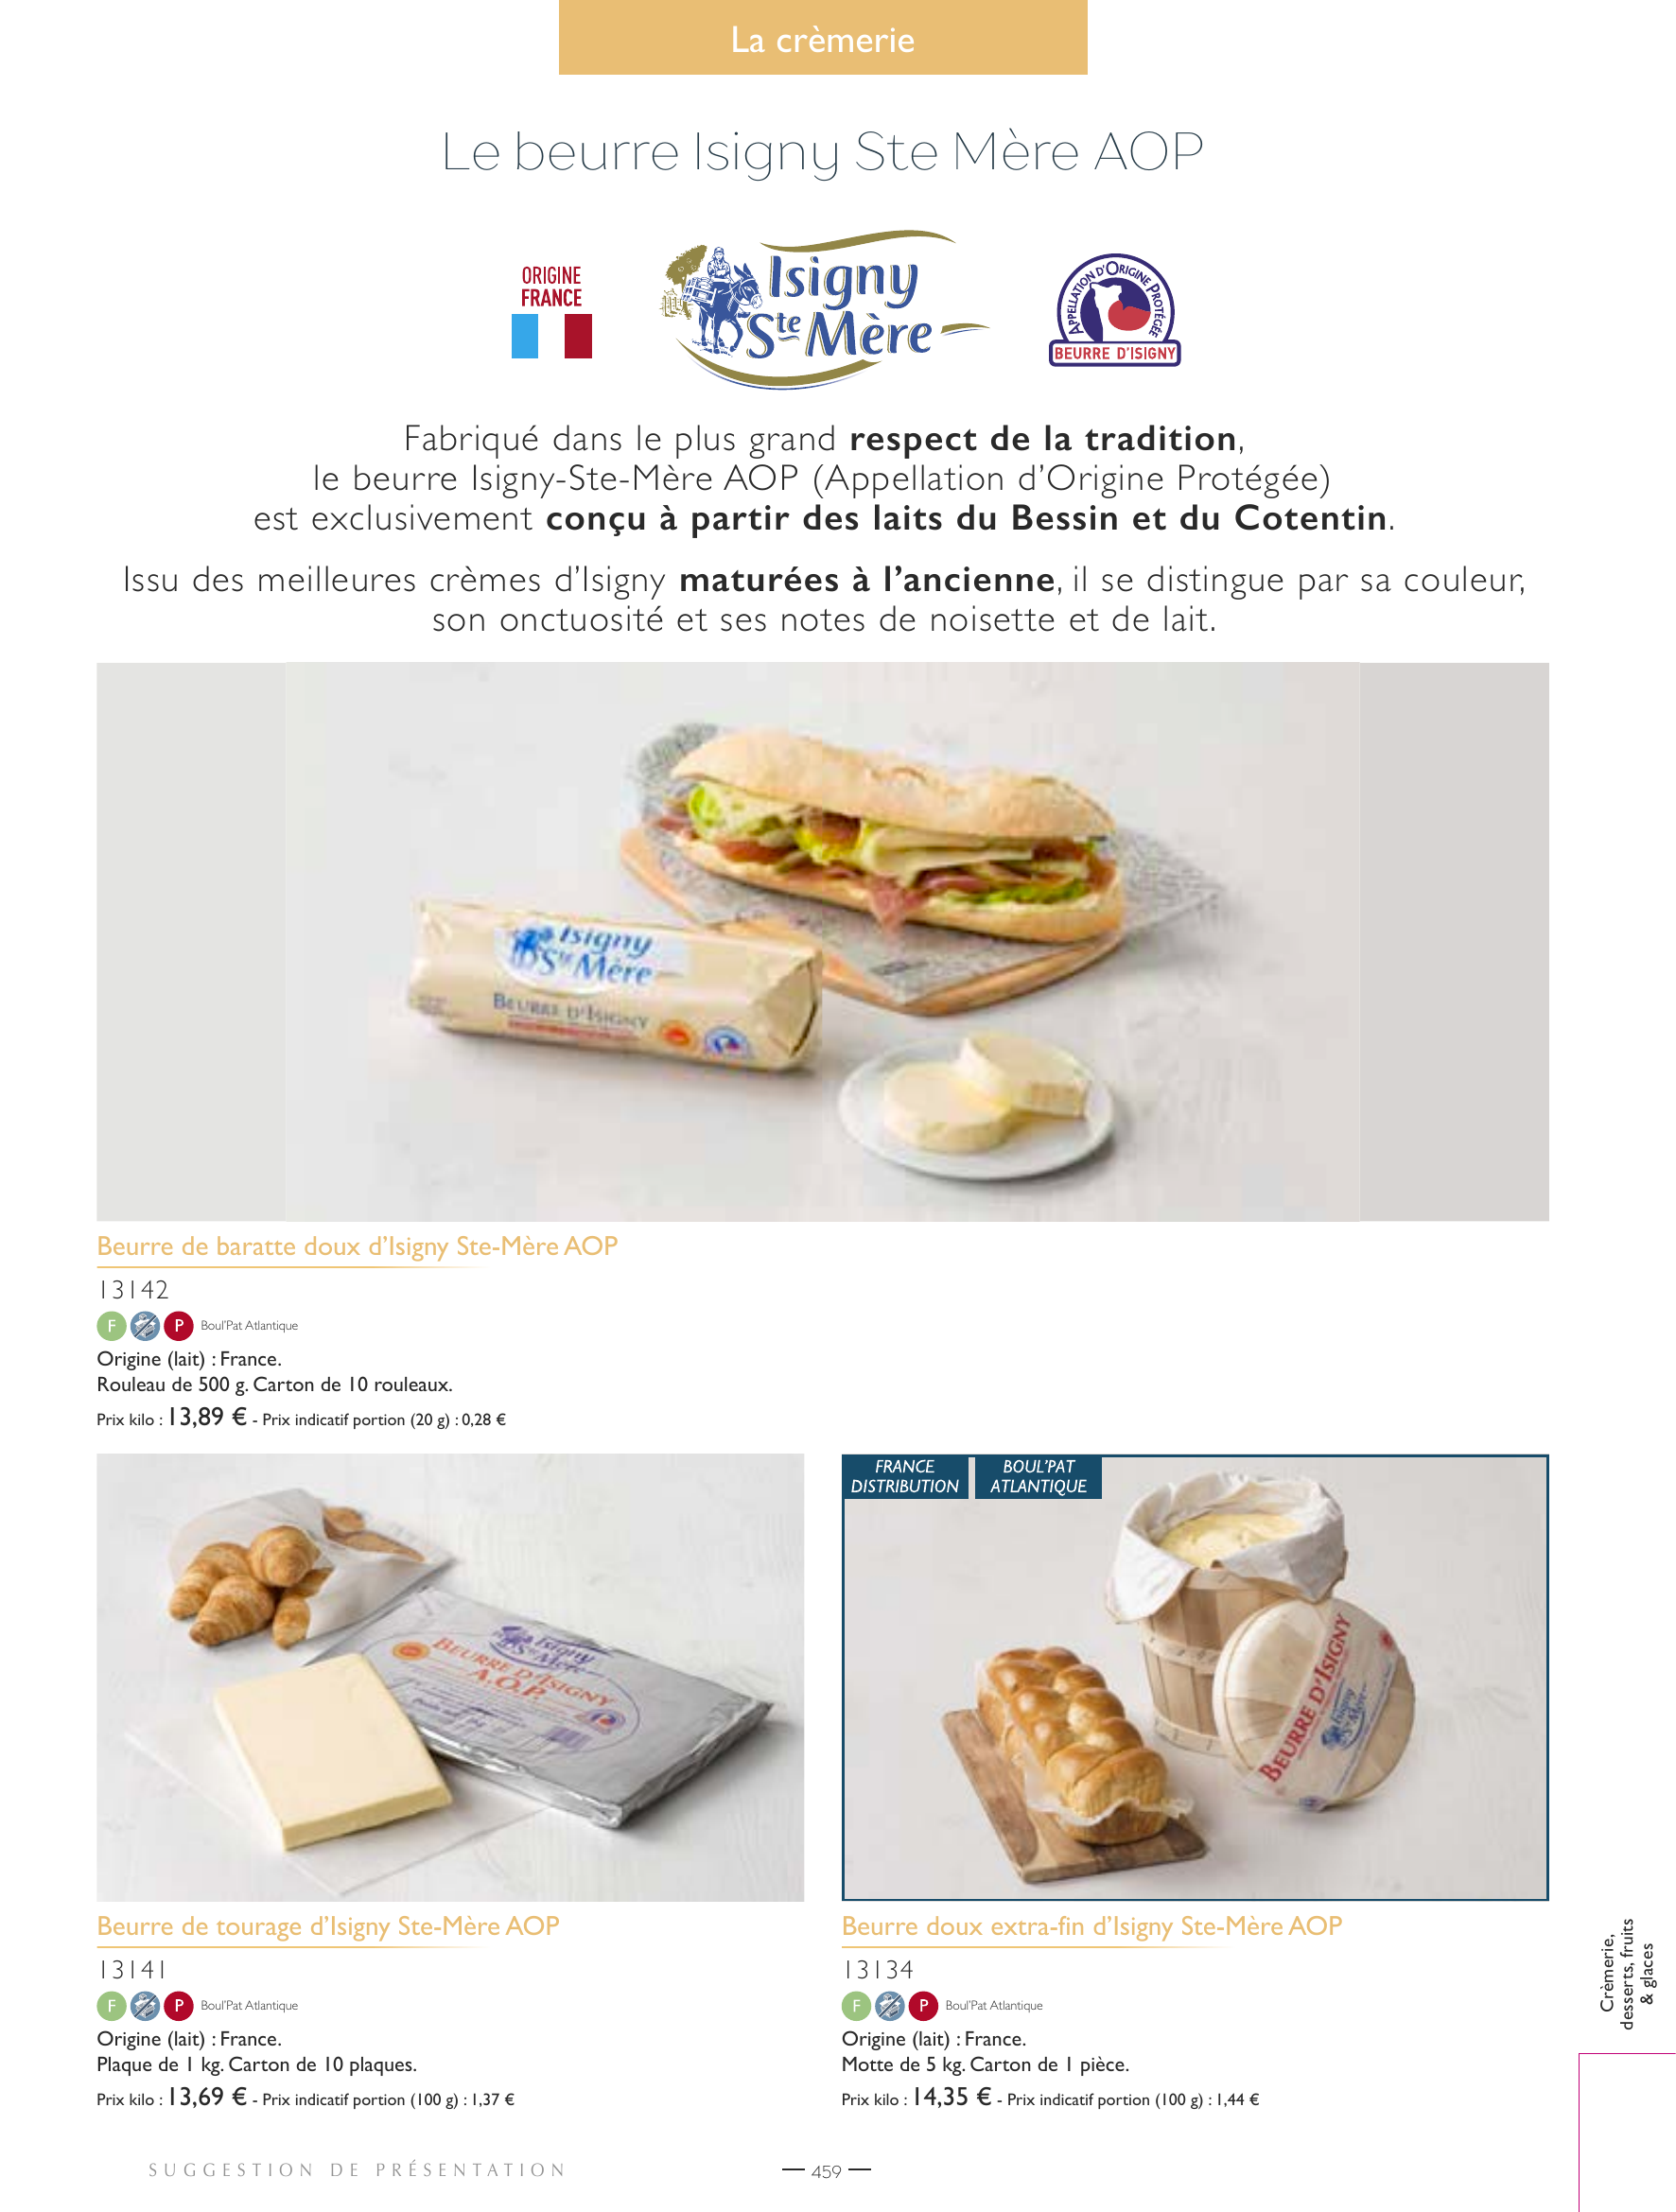 La crèmerie
Le beurre Isigny Ste Mère AOP
ORIGINE
FRANCE
Isigny
Ste Mère
APPELLATION D'ORIGINE PROTÉGÉE
BEURRE D'ISIGNY
Fabriqué dans le plus grand respect de la tradition,
le beurre Isigny-Ste-Mère AOP (Appellation d'Origine Protégée)
est exclusivement conçu à partir des laits du Bessin et du Cotentin.
Issu des meilleures crèmes d'Isigny maturées à l'ancienne, il se distingue par sa couleur,
son onctuosité et ses notes de noisette et de lait.
Isigny
Ste Mère
BEURRE D'ISIGNY
Beurre de baratte doux d'Isigny Ste-Mère AOP
13142
F P Boul'Pat Atlantique
Origine (lait) : France.
Rouleau de 500 g. Carton de 10 rouleaux.
Prix kilo : 13,89 € - Prix indicatif portion (20 g) : 0,28 €
Isigny
Ste Mère
BEURRE D'ISIGNY
A.O.P.
Beurre de tourage d'Isigny Ste-Mère AOP
13141
F P Boul'Pat Atlantique
Origine (lait) : France.
Plaque de 1 kg. Carton de 10 plaques.
Prix kilo : 13,69 € - Prix indicatif portion (100 g) : 1,37 €
FRANCE
DISTRIBUTION
BOUL'PAT
ATLANTIQUE
BEURRE D'ISIGNY
Isigny
Ste Mère
Beurre doux extra-fin d'Isigny Ste-Mère AOP
13134
F P Boul'Pat Atlantique
Origine (lait) : France.
Motte de 5 kg. Carton de 1 pièce.
Prix kilo : 14,35 € - Prix indicatif portion (100 g) : 1,44 €
Crèmerie,
desserts, fruits
& glaces
SUGGESTION DE PRÉSENTATION
459